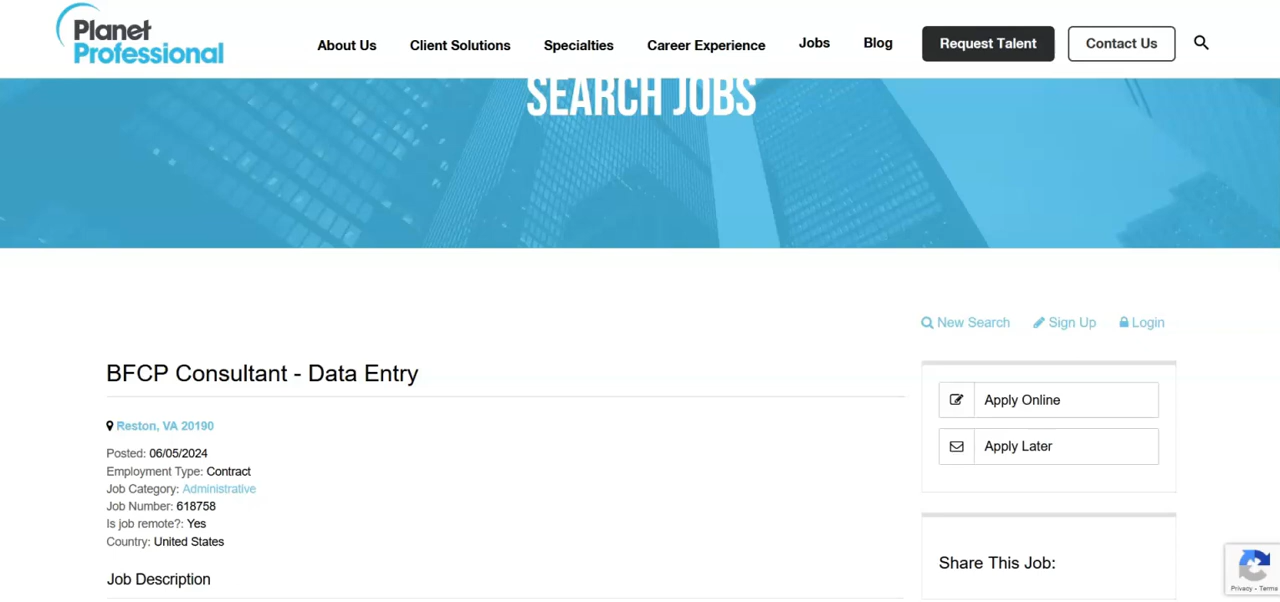 Planet
Professional
About Us
Client Solutions
Specialties
Career Experience
Jobs
Blog
Request Talent
Contact Us
SEARCH JOBS
New Search
Sign Up
Login
BFCP Consultant - Data Entry
Reston, VA 20190
Posted: 06/05/2024
Employment Type: Contract
Job Category: Administrative
Job Number: 618758
Is job remote?: Yes
Country: United States
Job Description
Apply Online
Apply Later
Share This Job:
Privacy - Terms